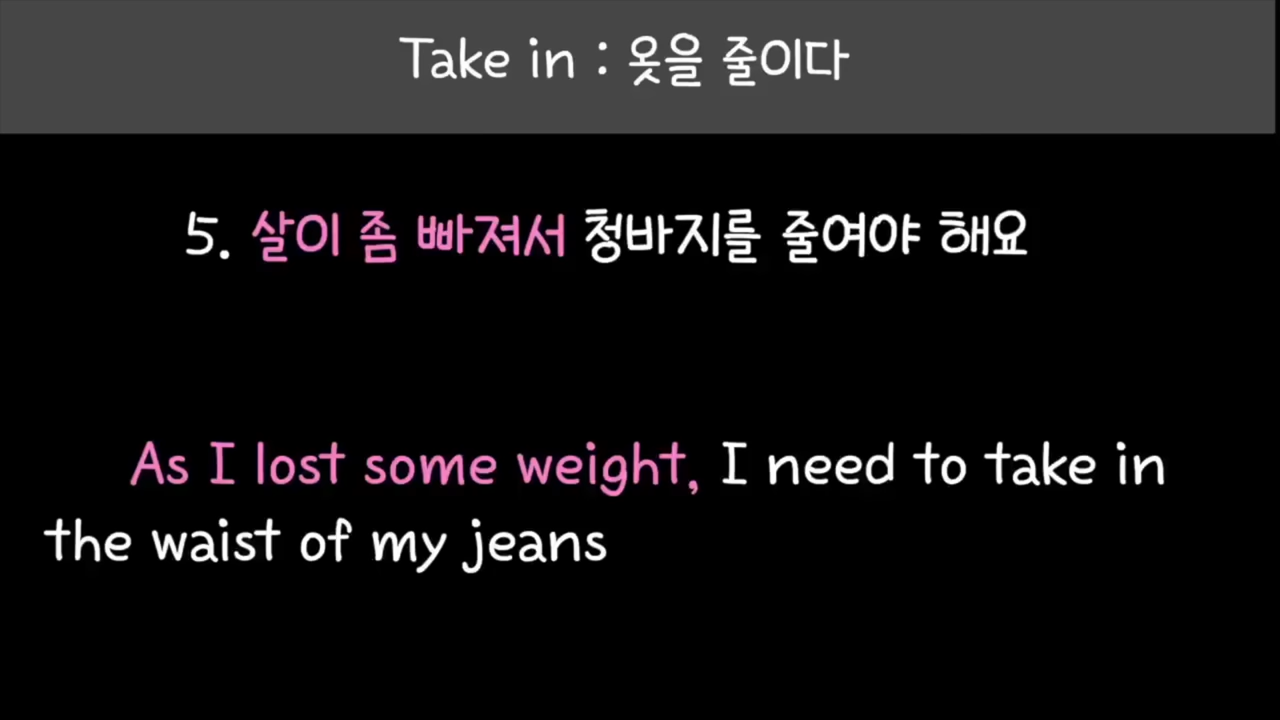 Take in : 옷을 줄이다
5. 살이 좀 빠져서 청바지를 줄여야 해요
As I lost some weight, I need to take in
the waist of my jeans